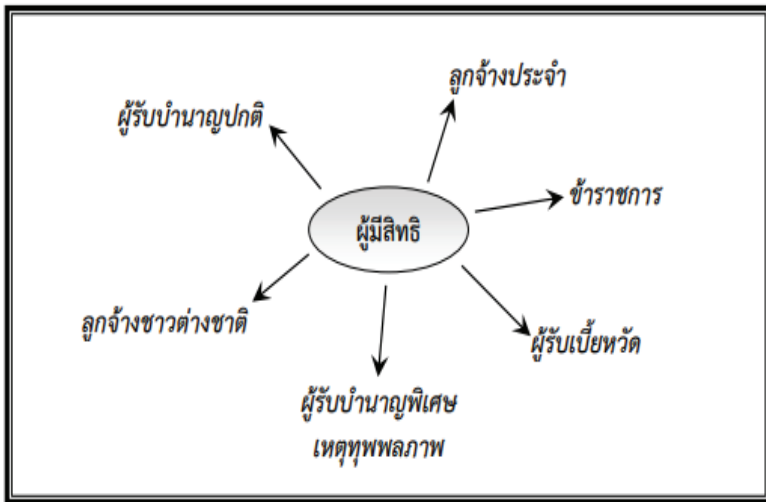 ลูกจ้างประจำ
ผู้รับบำนาญปกติ
ข้าราชการ
ผู้มีสิทธิ
ลูกจ้างชาวต่างชาติ
ผู้รับเบี้ยหวัด
ผู้รับบำนาญพิเศษ
เหตุทุพพลภาพ